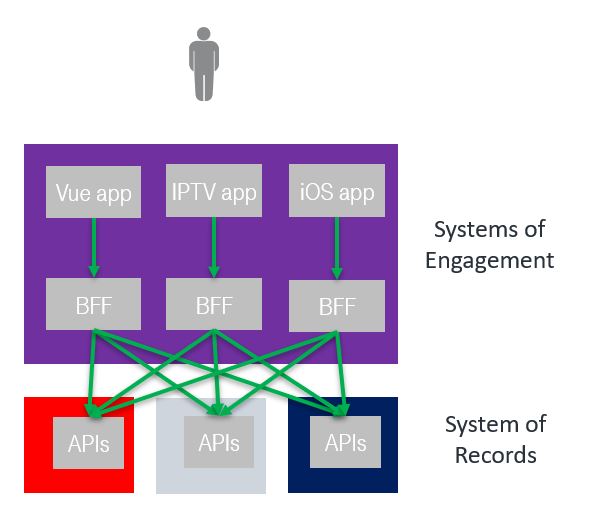 Vue app
IPTV app
iOS app
Systems of
Engagement
BFF
BFF
BFF
APIs
APIs
APIs
System of
Records